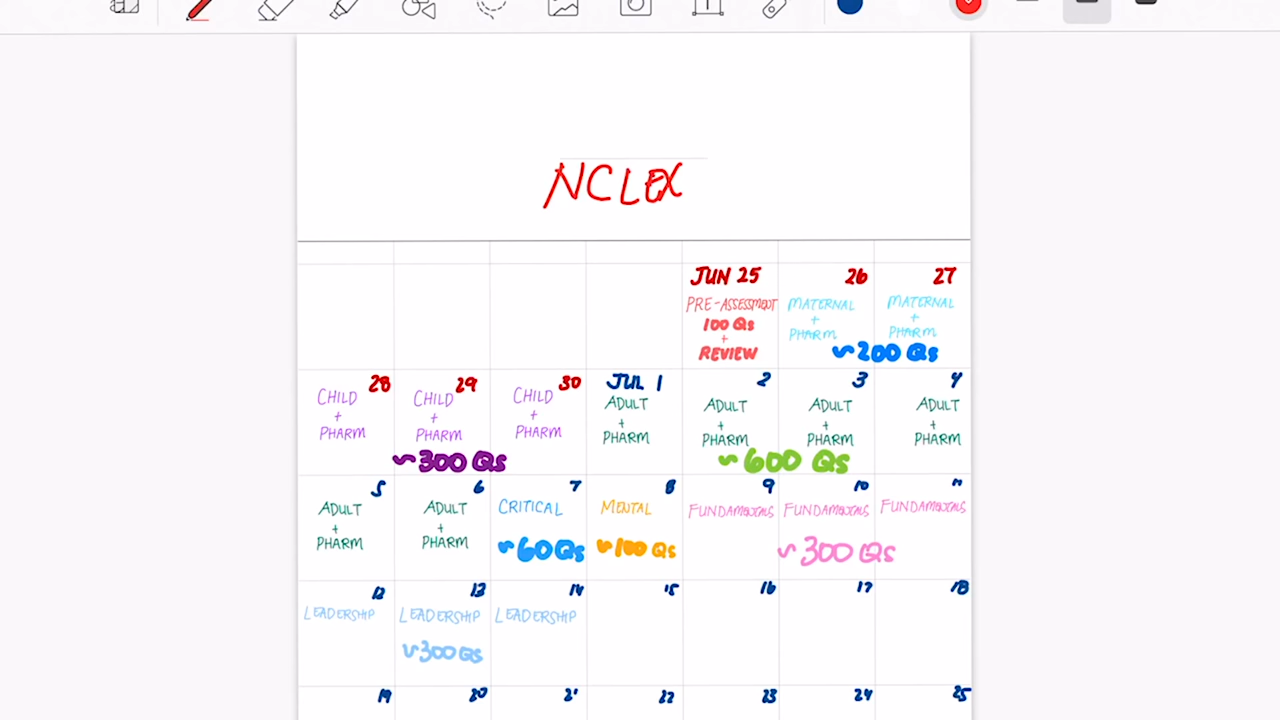 NCLEX
JUN 25
26
27
PRE-ASSESSMENT
100 Qs
+
REVIEW
MATERNAL
+
PHARM
MATERNAL
+
PHARM
~200 Qs
28
CHILD
+
PHARM
29
CHILD
+
PHARM
30
CHILD
+
PHARM
~300 Qs
JUL 1
ADULT
+
PHARM
2
ADULT
+
PHARM
3
ADULT
+
PHARM
4
ADULT
+
PHARM
~600 Qs
5
ADULT
+
PHARM
6
ADULT
+
PHARM
7
CRITICAL
~60Qs
8
MENTAL
~100 Qs
9
FUNDAMENTALS
10
FUNDAMENTALS
11
FUNDAMENTALS
~300 Qs
12
LEADERSHIP
13
LEADERSHIP
~300 Qs
14
LEADERSHIP
15
16
17
18
19
20
21
22
23
24
25